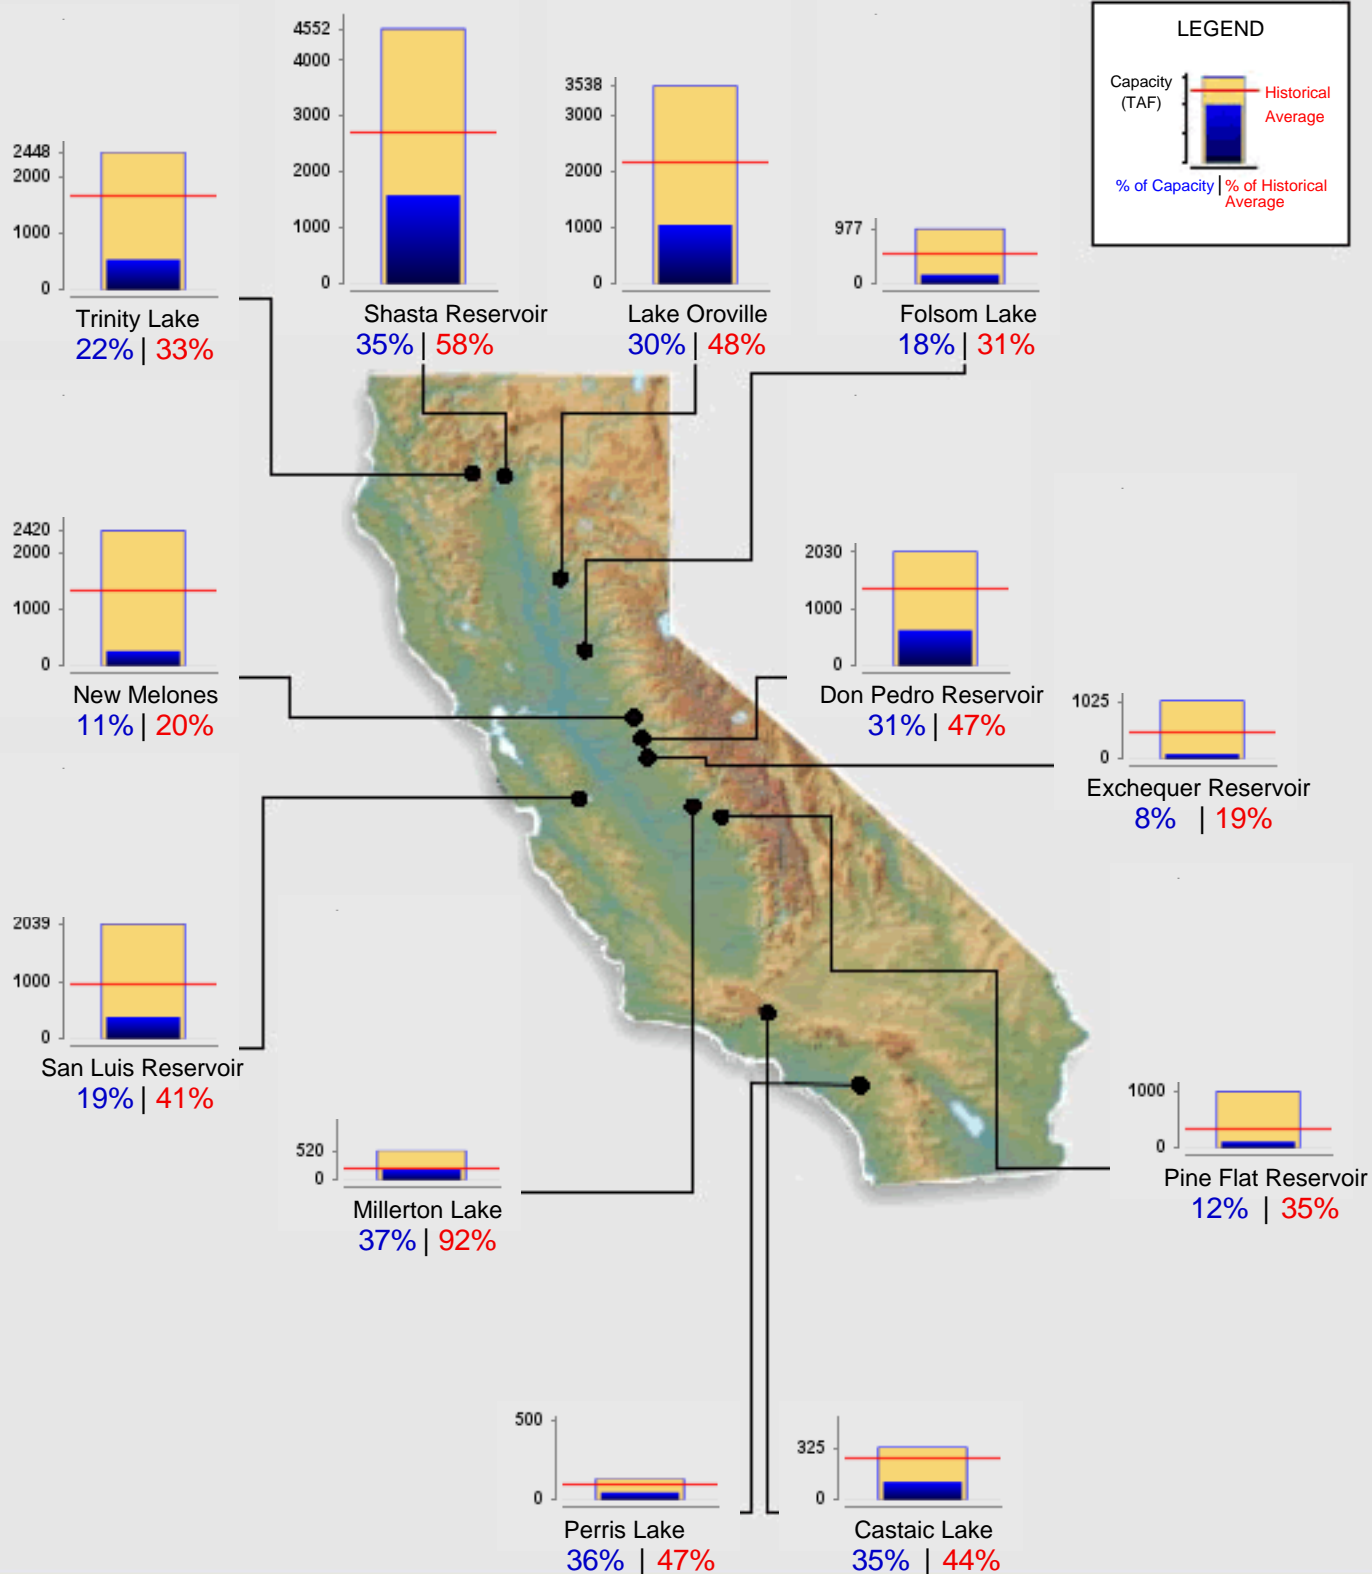 LEGEND
Capacity
(TAF)
Historical
Average
% of Capacity | % of Historical
Average
2448
2000
1000
0
Trinity Lake
22% | 33%
4552
4000
3000
2000
1000
0
Shasta Reservoir
35% | 58%
3538
3000
2000
1000
0
Lake Oroville
30% | 48%
977
0
Folsom Lake
18% | 31%
2420
2000
1000
0
New Melones
11% | 20%
2030
1000
0
Don Pedro Reservoir
31% | 47%
1025
0
Exchequer Reservoir
8% | 19%
2039
1000
0
San Luis Reservoir
19% | 41%
520
0
Millerton Lake
37% | 92%
1000
0
Pine Flat Reservoir
12% | 35%
500
0
Perris Lake
36% | 47%
325
0
Castaic Lake
35% | 44%